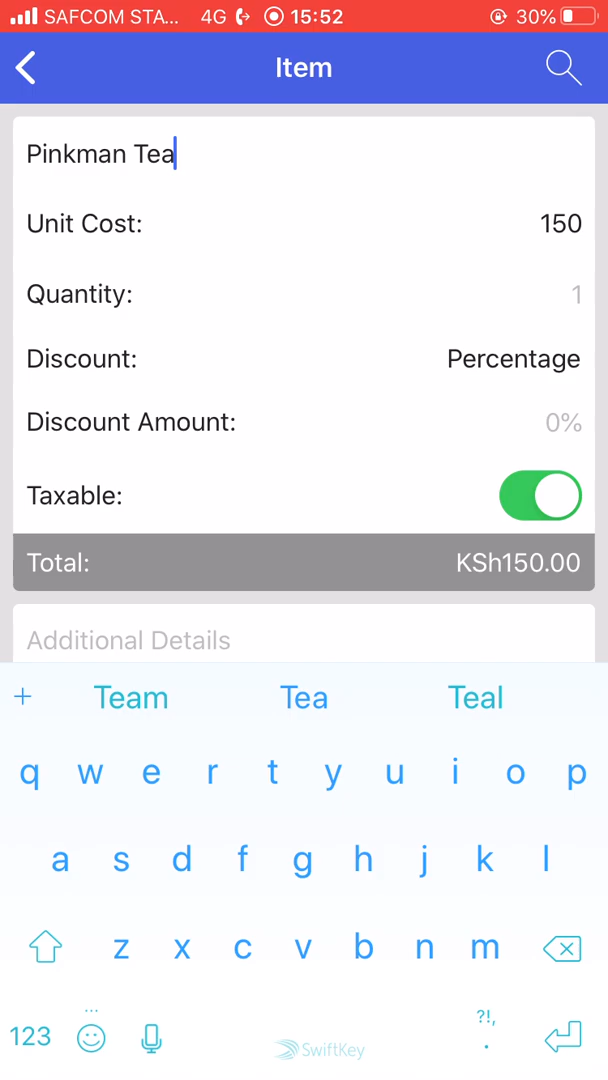 SAFCOM STA... 4G 15:52 30%
Item
Pinkman Tea
Unit Cost: 150
Quantity: 1
Discount: Percentage
Discount Amount: 0%
Taxable:
Total: KSh150.00
Additional Details
+ Team Tea Teal
q w e r t y u i o p
a s d f g h j k l
z x c v b n m
... ?!,
123 SwiftKey .